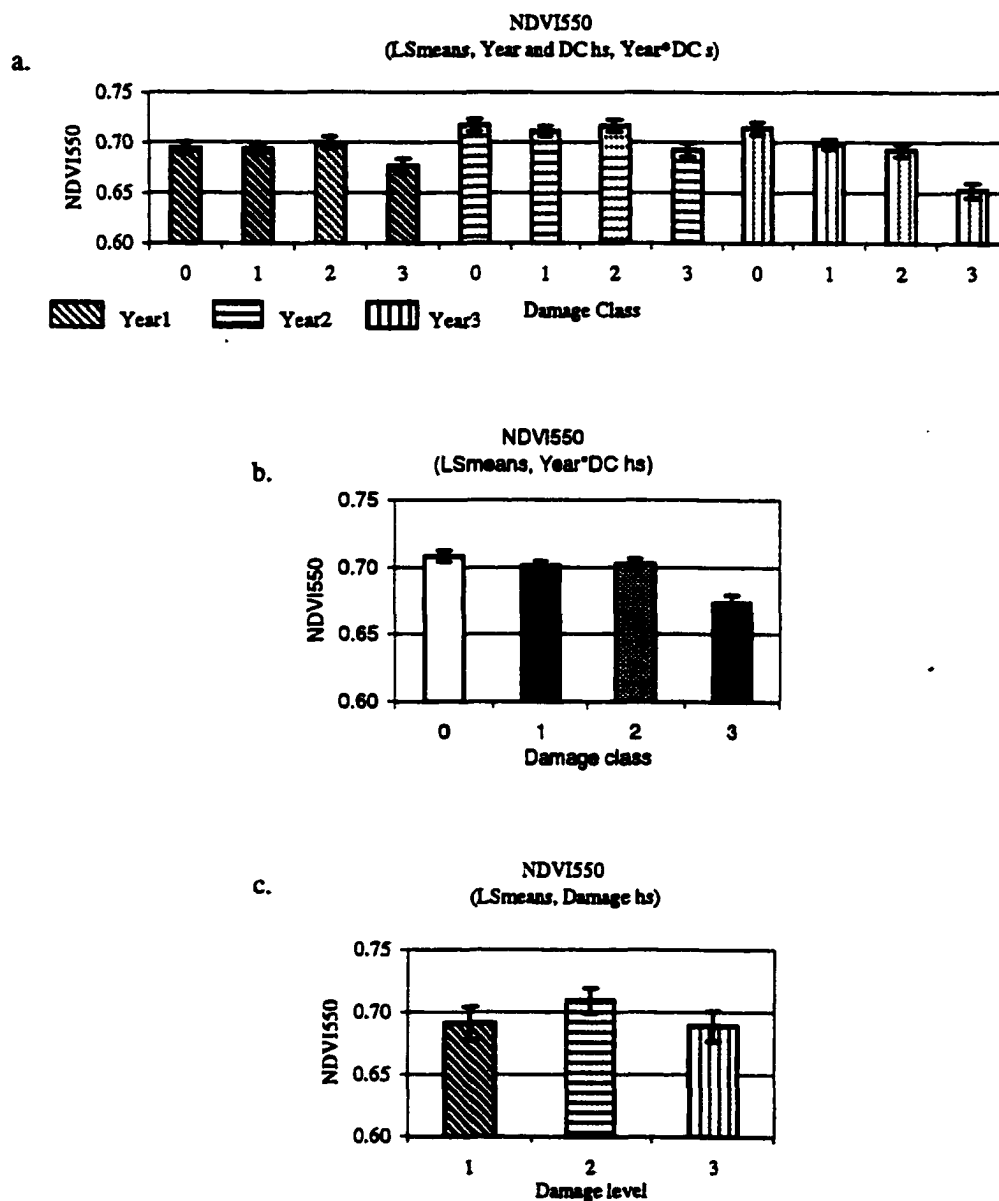 NDVI550
(LSmeans, Year and DC hs, Year*DC s)
a.
0.75
0.70
0.65
0.60
NDVI550
0 1 2 3 0 1 2 3 0 1 2 3
Year1 Year2 Year3 Damage Class
NDVI550
(LSmeans, Year*DC hs)
b.
0.75
0.70
0.65
0.60
NDVI550
0 1 2 3
Damage class
NDVI550
(LSmeans, Damage hs)
c.
0.75
0.70
0.65
0.60
NDVI550
1 2 3
Damage level